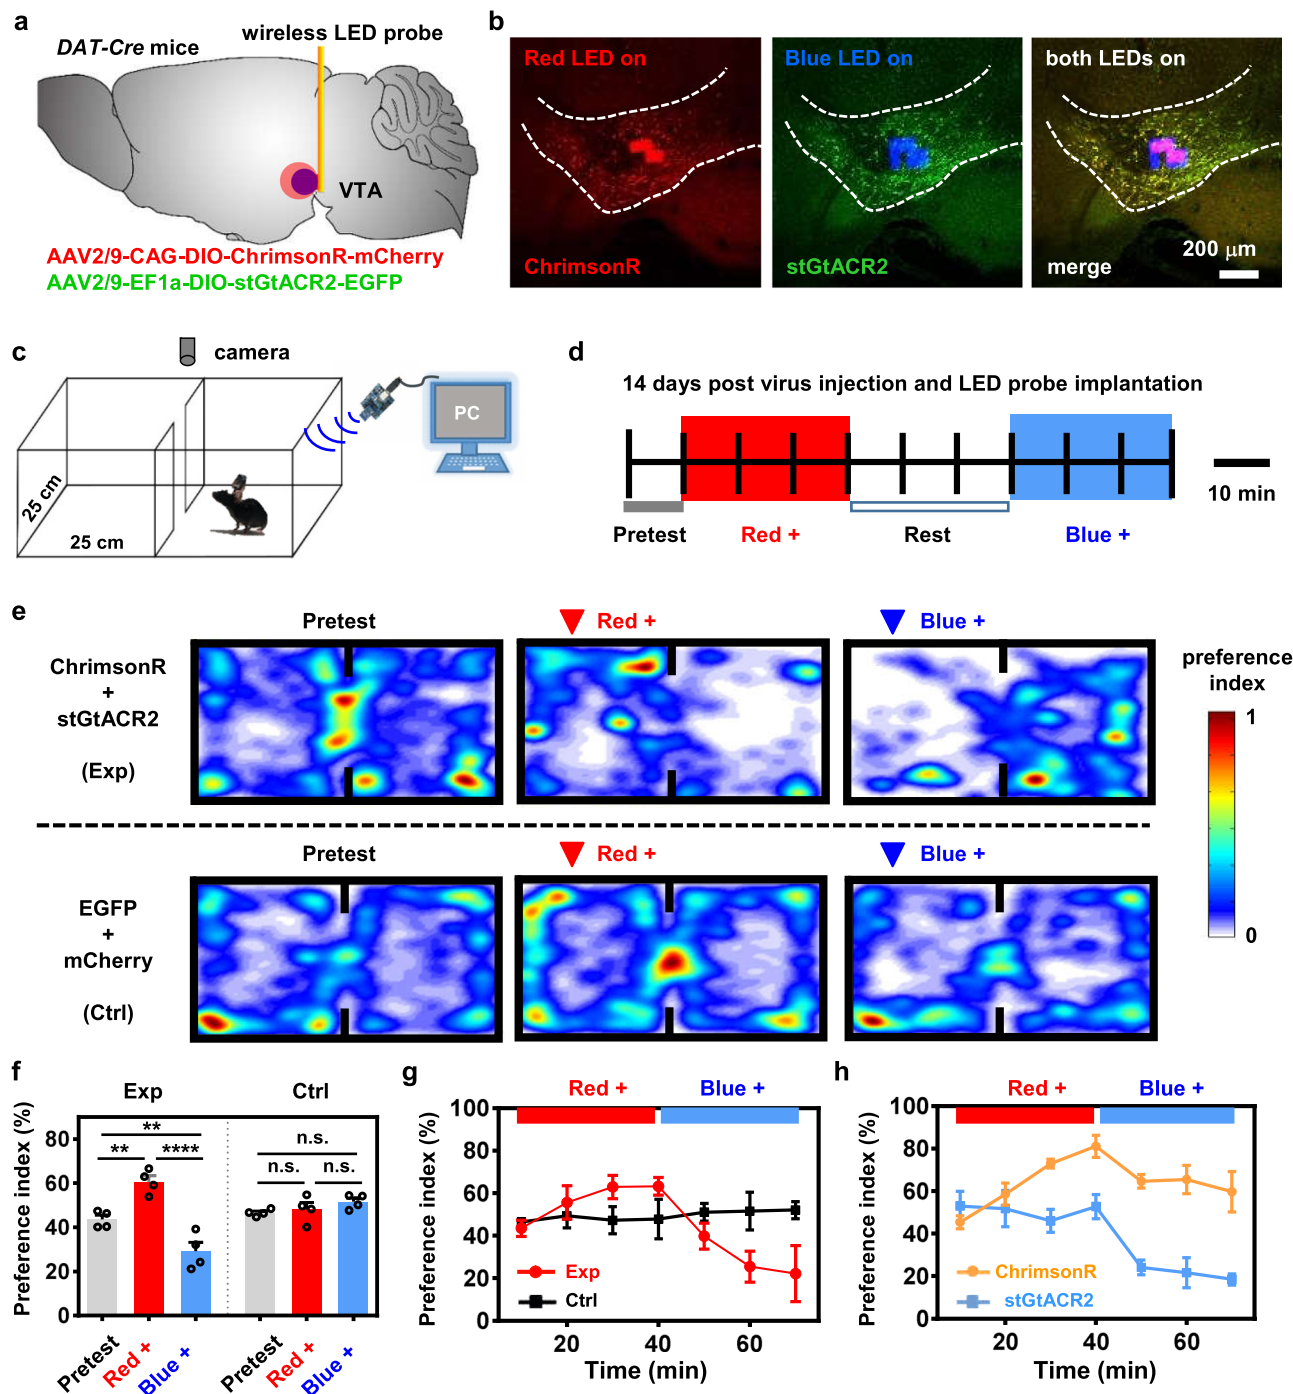 a
DAT-Cre mice
wireless LED probe
VTA
AAV2/9-CAG-DIO-ChrimsonR-mCherry
AAV2/9-EF1a-DIO-stGtACR2-EGFP
b
Red LED on
Blue LED on
both LEDs on
ChrimsonR
stGtACR2
merge
200 μm
c
camera
PC
25 cm
25 cm
d
14 days post virus injection and LED probe implantation
10 min
Pretest
Red +
Rest
Blue +
e
Pretest
Red +
Blue +
ChrimsonR
+
stGtACR2
(Exp)
preference
index
1
0
Pretest
Red +
Blue +
EGFP
+
mCherry
(Ctrl)
f
Exp
Ctrl
Preference index (%)
80
60
40
20
0
**
**
****
n.s.
n.s.
n.s.
Pretest
Red +
Blue +
Pretest
Red +
Blue +
g
Red +
Blue +
Preference index (%)
100
80
60
40
20
0
Exp
Ctrl
20
40
60
Time (min)
h
Red +
Blue +
Preference index (%)
100
80
60
40
20
0
ChrimsonR
stGtACR2
20
40
60
Time (min)